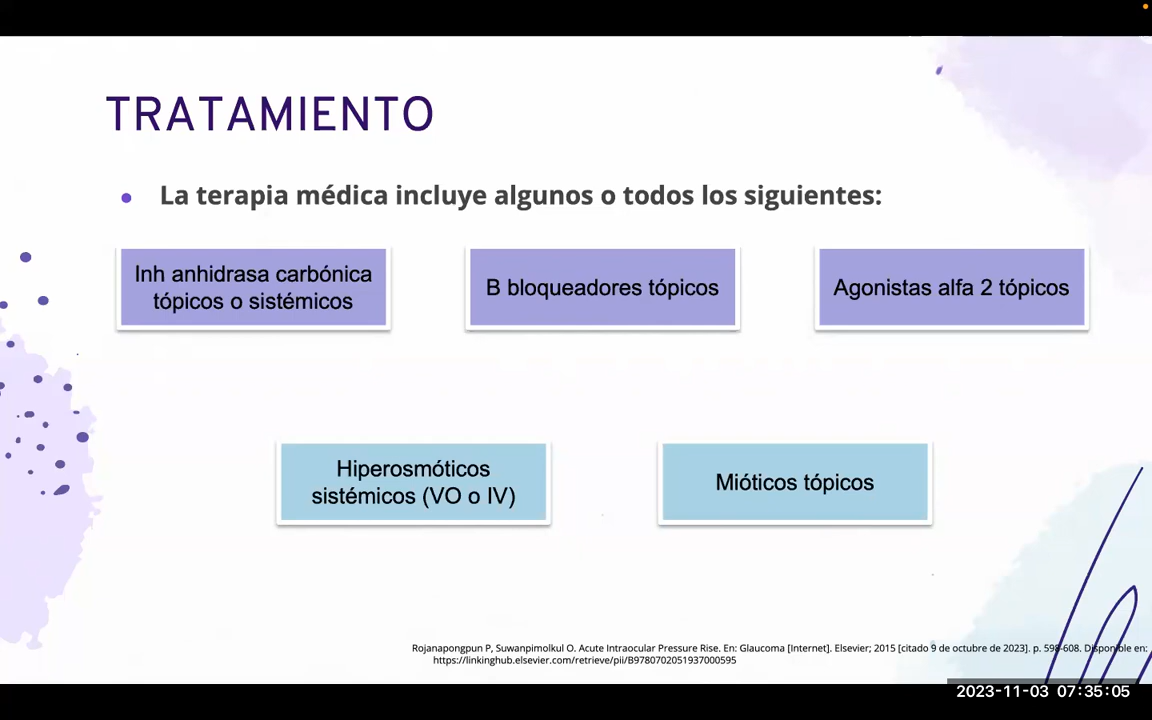 TRATAMIENTO
La terapia médica incluye algunos o todos los siguientes:
Inh anhidrasa carbónica
tópicos o sistémicos
B bloqueadores tópicos
Agonistas alfa 2 tópicos
Hiperosmóticos
sistémicos (VO o IV)
Mióticos tópicos
Rojanapongpun P, Suwanpimolkul O. Acute Intraocular Pressure Rise. En: Glaucoma [Internet]. Elsevier; 2015 [citado 9 de octubre de 2023]. p. 598-608. Disponible en:
https://linkinghub.elsevier.com/retrieve/pii/B9780702051937000595
2023-11-03 07:35:05